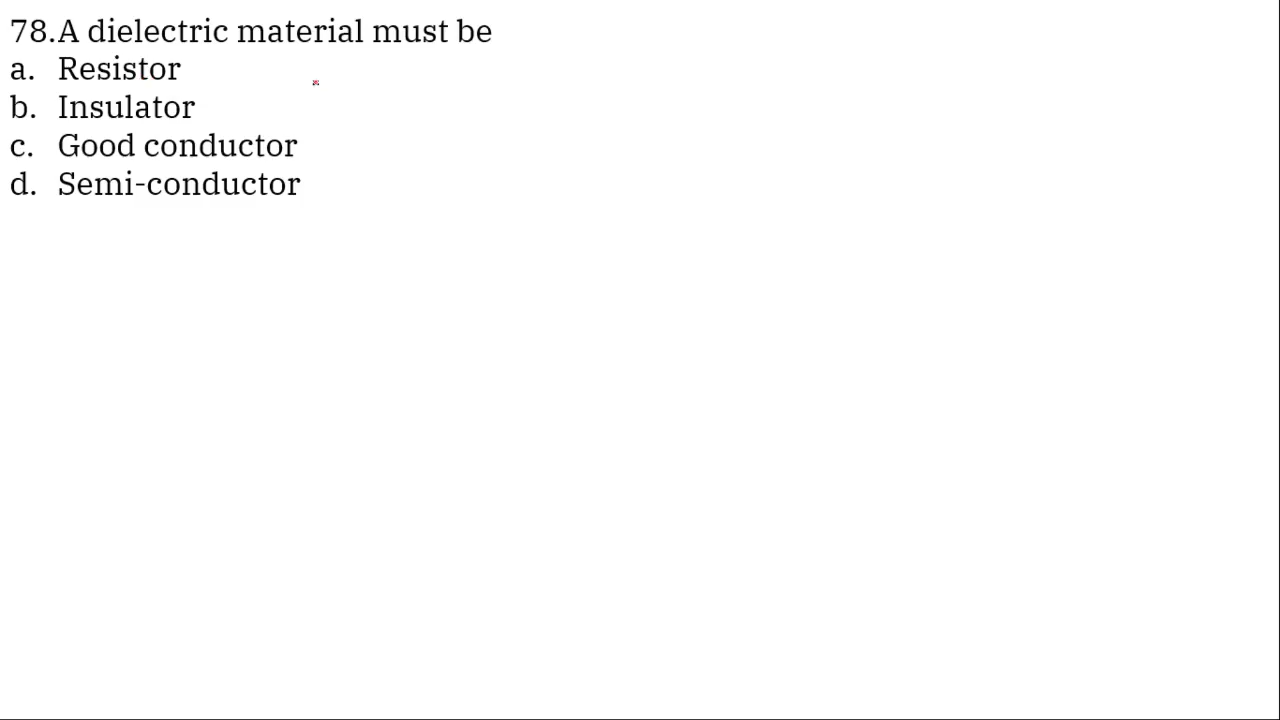 78.A dielectric material must be
a. Resistor
b. Insulator
c. Good conductor
d. Semi-conductor